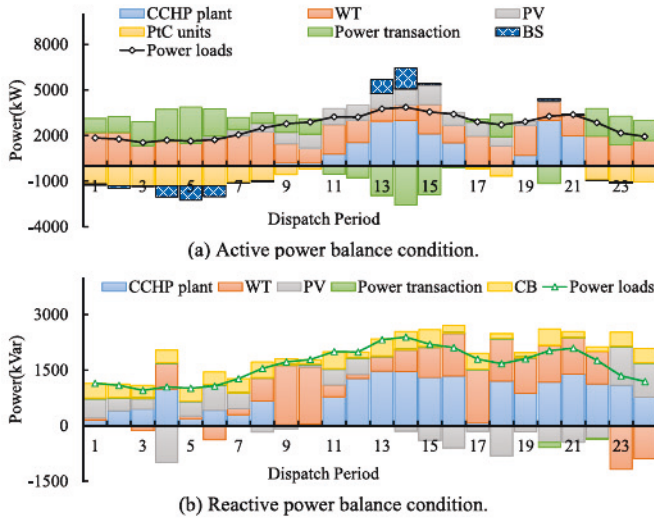 CCHP plant WT PV
PtC units Power transaction BS
Power loads
8000
5000
2000
-1000
-4000
Power(kW)
1 3 5 7 9 11 13 15 17 19 21 23
Dispatch Period
(a) Active power balance condition.
CCHP plant WT PV Power transaction CB Power loads
3000
1500
0
-1500
Power(kVar)
1 3 5 7 9 11 13 15 17 19 21 23
Dispatch Period
(b) Reactive power balance condition.